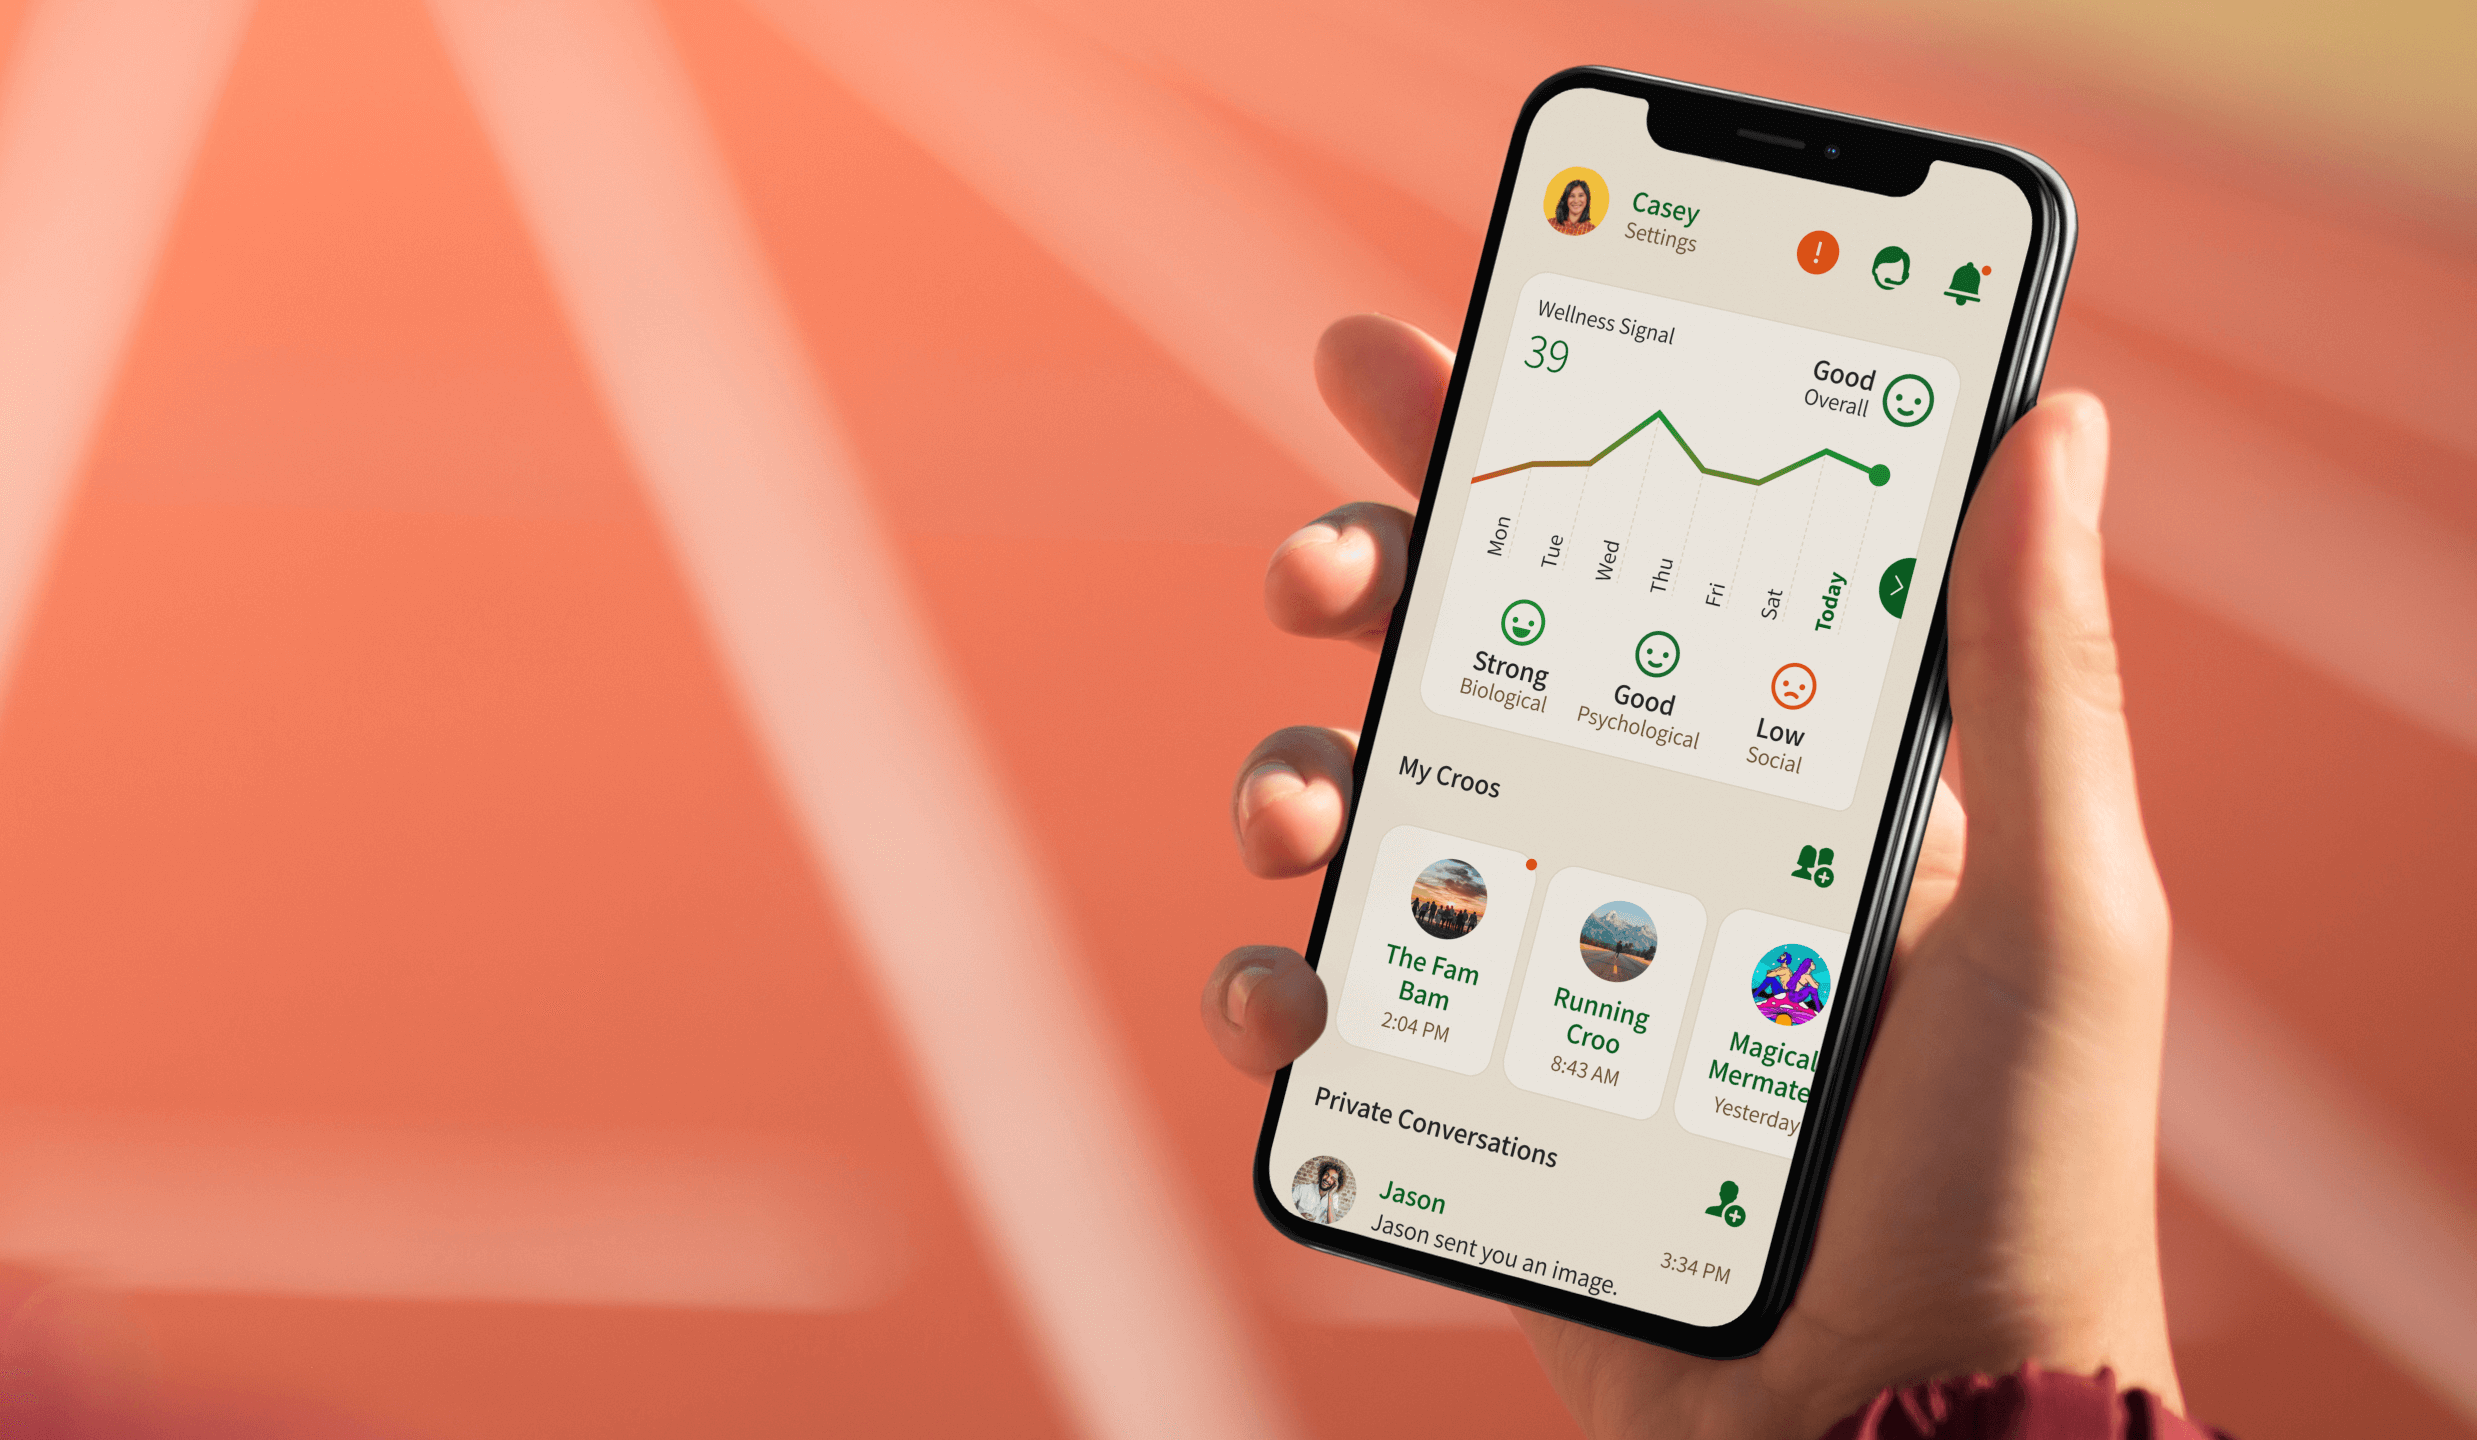 Casey
Settings
!
Wellness Signal
39
Good
Overall
Mon
Tue
Wed
Thu
Fri
Sat
Today
Strong
Biological
Good
Psychological
Low
Social
My Croos
The Fam
Bam
2:04 PM
Running
Croo
8:43 AM
Magical
Mermate
Yesterday
Private Conversations
Jason
Jason sent you an image.
3:34 PM